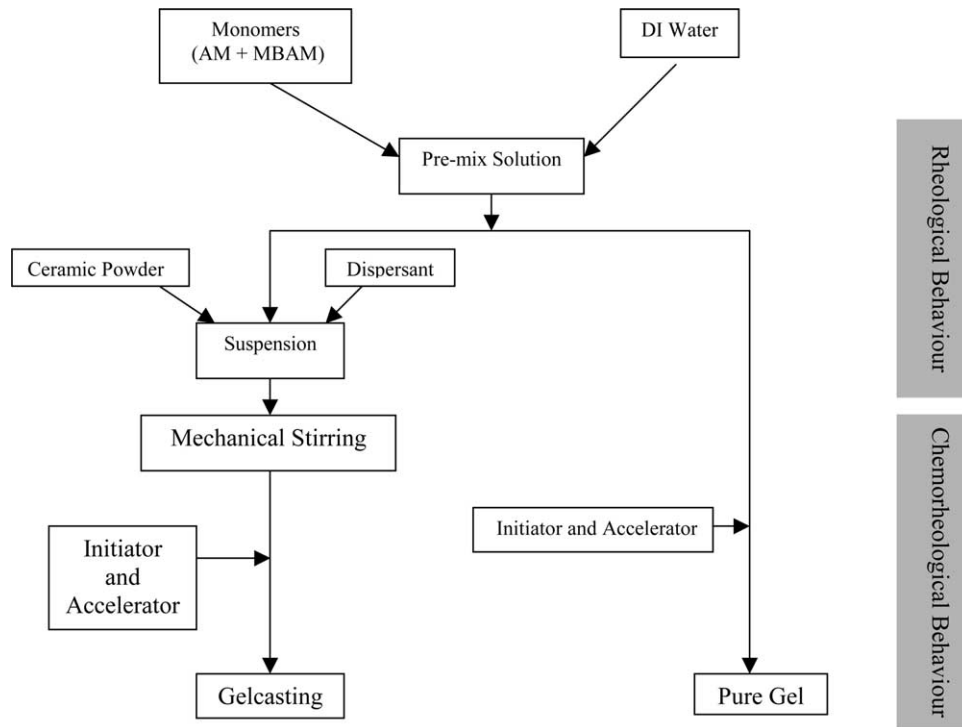 Monomers
(AM + MBAM)
DI Water
Pre-mix Solution
Ceramic Powder
Dispersant
Suspension
Mechanical Stirring
Initiator and Accelerator
Initiator
and
Accelerator
Gelcasting
Pure Gel
Rheological Behaviour
Chemorheological Behaviour